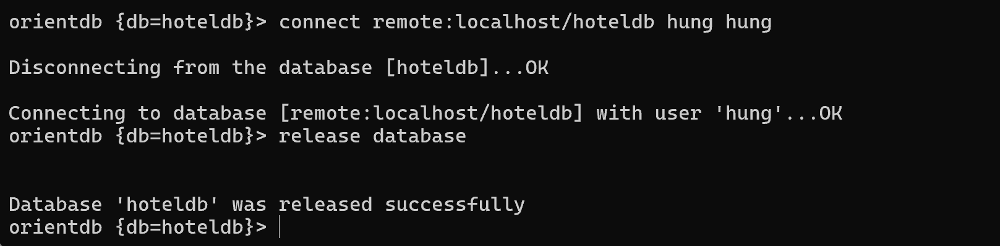 orientdb {db=hoteldb}> connect remote:localhost/hoteldb hung hung
Disconnecting from the database [hoteldb]...OK
Connecting to database [remote:localhost/hoteldb] with user 'hung'...OK
orientdb {db=hoteldb}> release database
Database 'hoteldb' was released successfully
orientdb {db=hoteldb}>